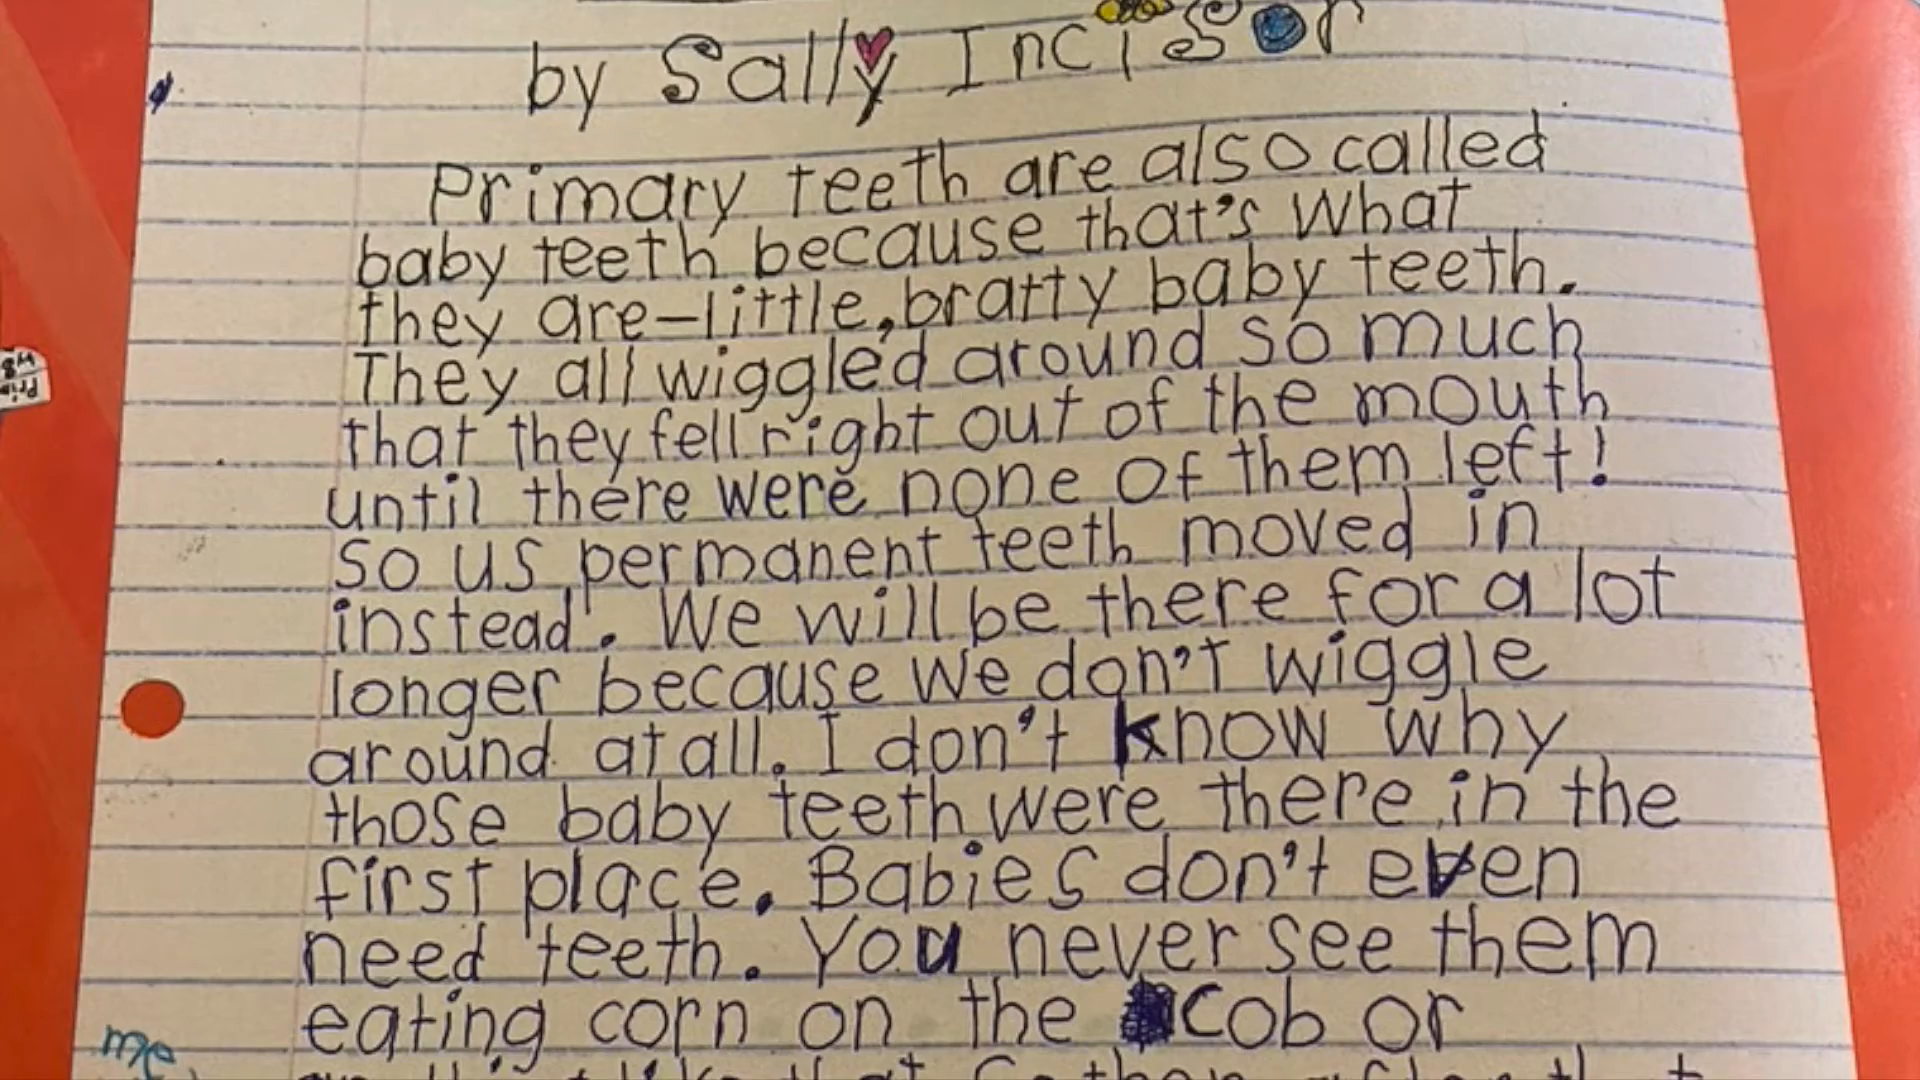 by Sally Incisor
Primary teeth are also called
baby teeth because that's what
they are-little, bratty baby teeth.
They all wiggled around so much
that they fell right out of the mouth
until there were none of them left!
So us permanent teeth moved in
instead. We will be there for a lot
longer because we don't wiggle
around at all. I don't know why
those baby teeth were there in the
first place. Babies don't even
need teeth. You never see them
eating corn on the cob or
me